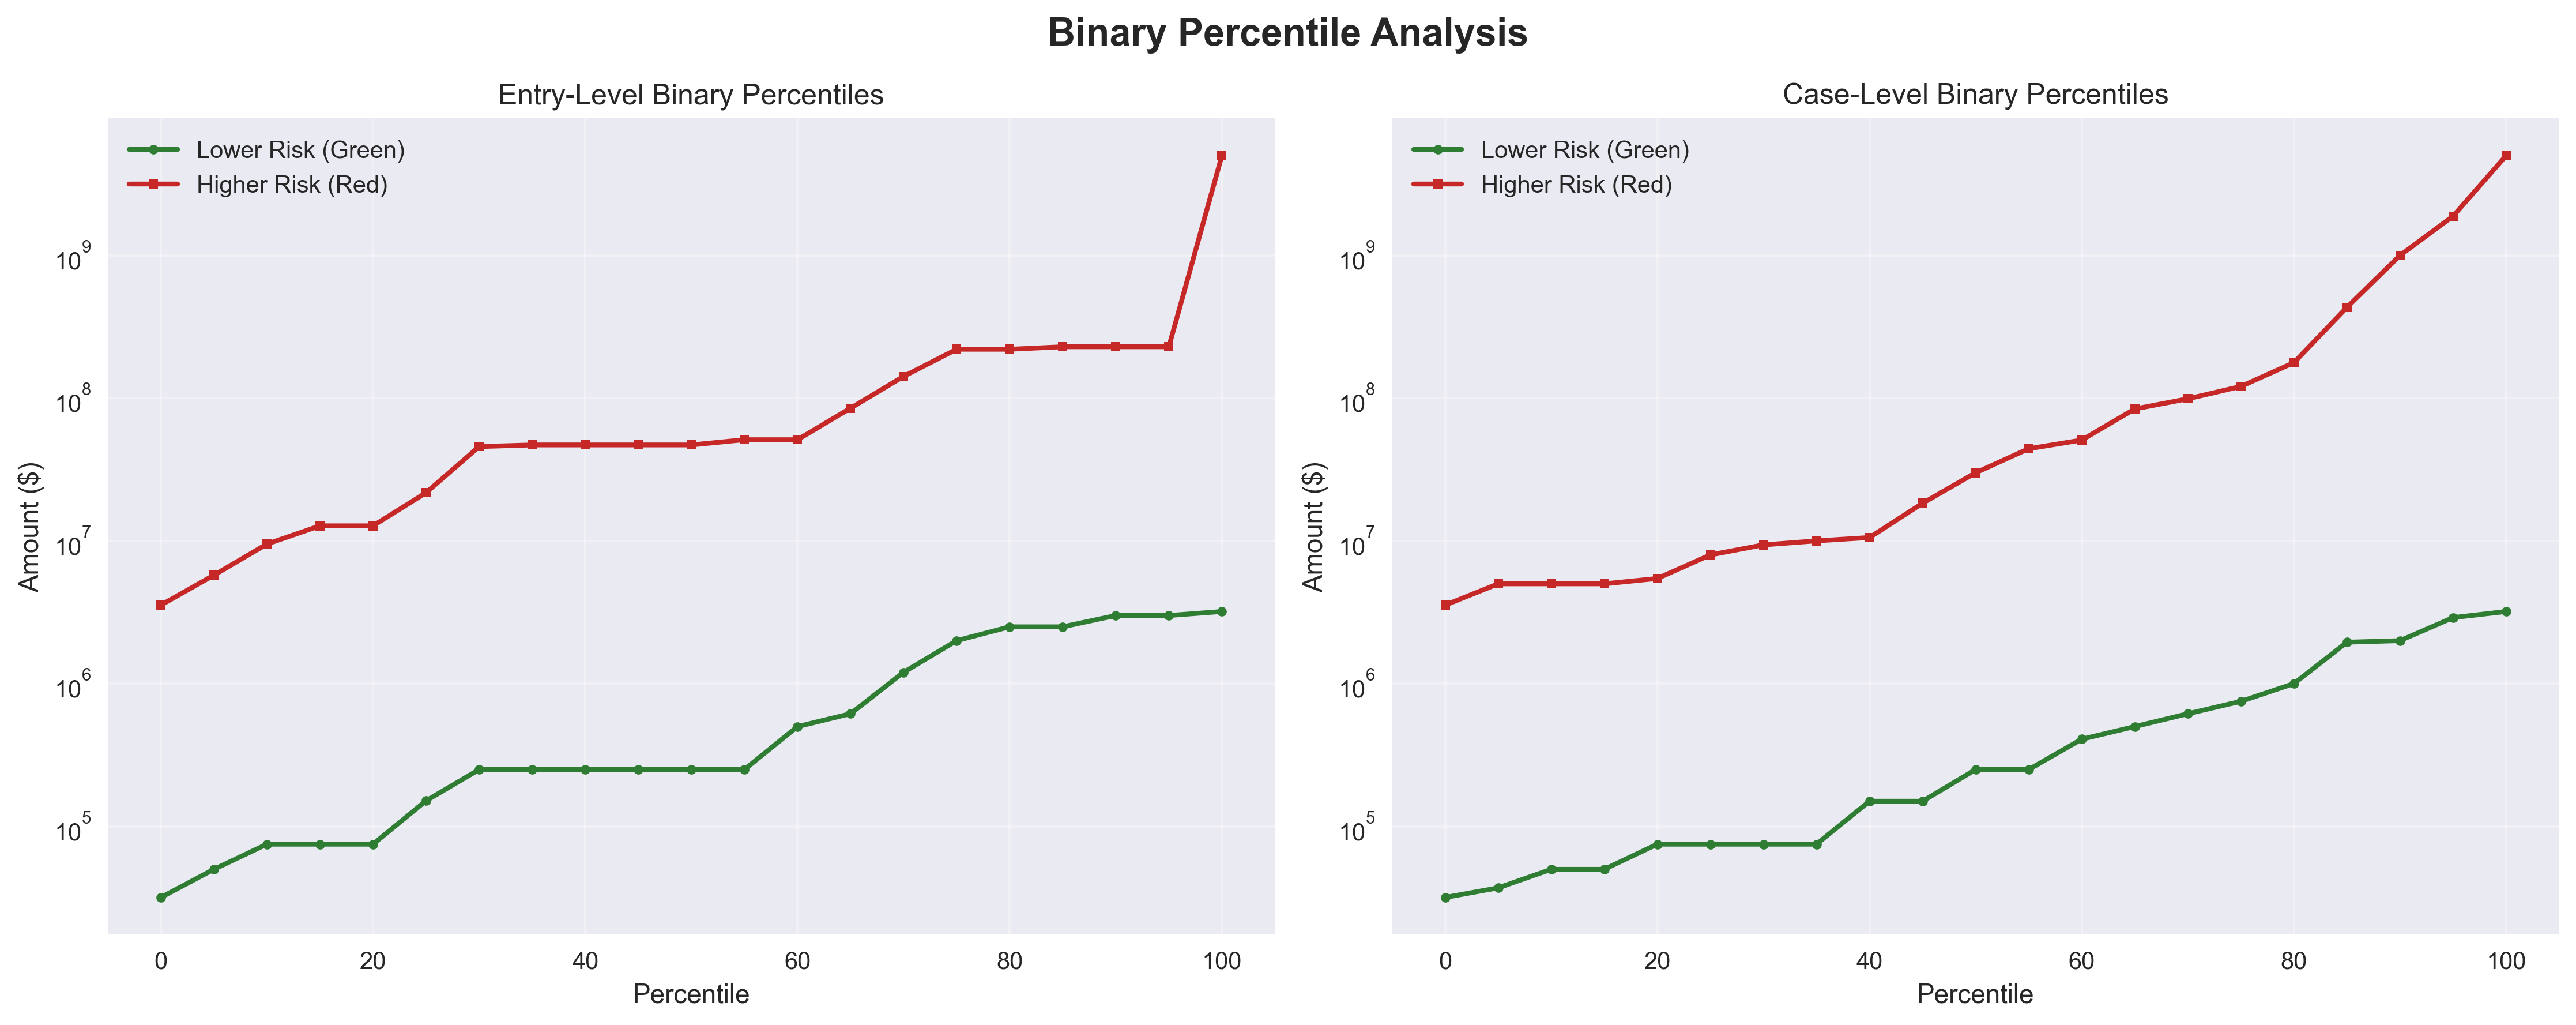 Binary Percentile Analysis
Entry-Level Binary Percentiles
Lower Risk (Green)
Higher Risk (Red)
10^9
10^8
10^7
10^6
10^5
Amount ($)
0 20 40 60 80 100
Percentile
Case-Level Binary Percentiles
Lower Risk (Green)
Higher Risk (Red)
10^9
10^8
10^7
10^6
10^5
Amount ($)
0 20 40 60 80 100
Percentile